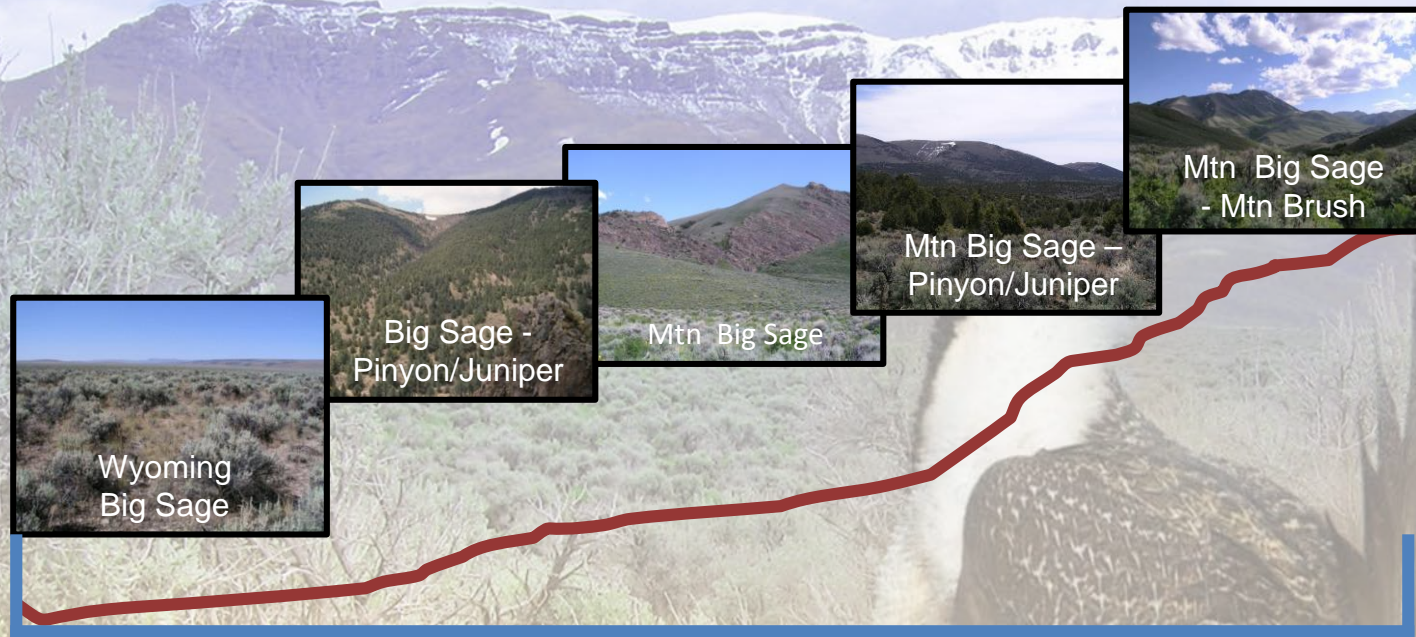 Wyoming
Big Sage
Big Sage -
Pinyon/Juniper
Mtn Big Sage
Mtn Big Sage –
Pinyon/Juniper
Mtn Big Sage
- Mtn Brush